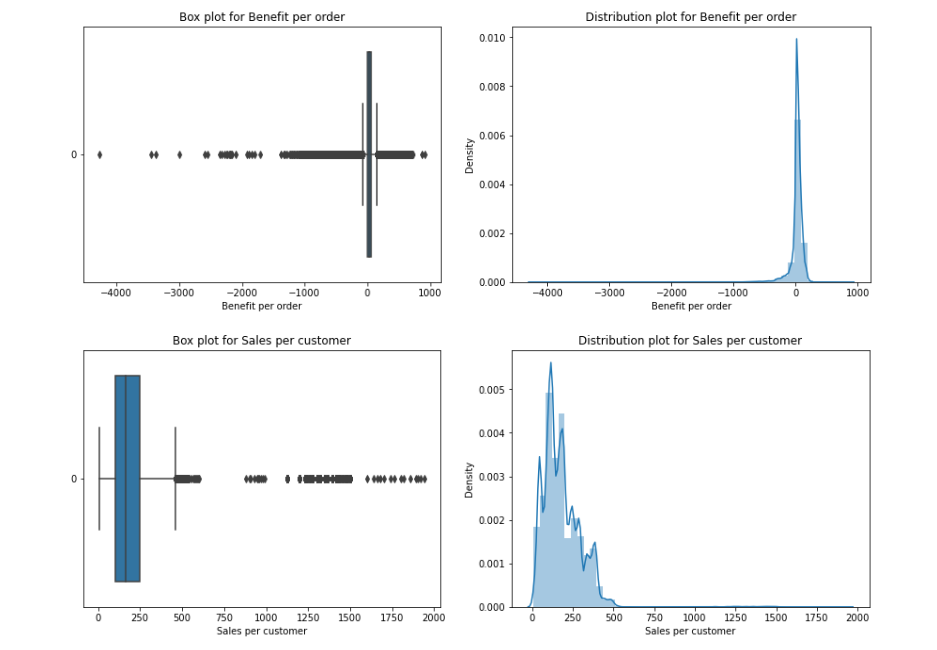 Box plot for Benefit per order
0
−4000 −3000 −2000 −1000 0 1000
Benefit per order
Distribution plot for Benefit per order
Density
0.010
0.008
0.006
0.004
0.002
0.000
−4000 −3000 −2000 −1000 0 1000
Benefit per order
Box plot for Sales per customer
0
0 250 500 750 1000 1250 1500 1750 2000
Sales per customer
Distribution plot for Sales per customer
Density
0.005
0.004
0.003
0.002
0.001
0.000
0 250 500 750 1000 1250 1500 1750 2000
Sales per customer